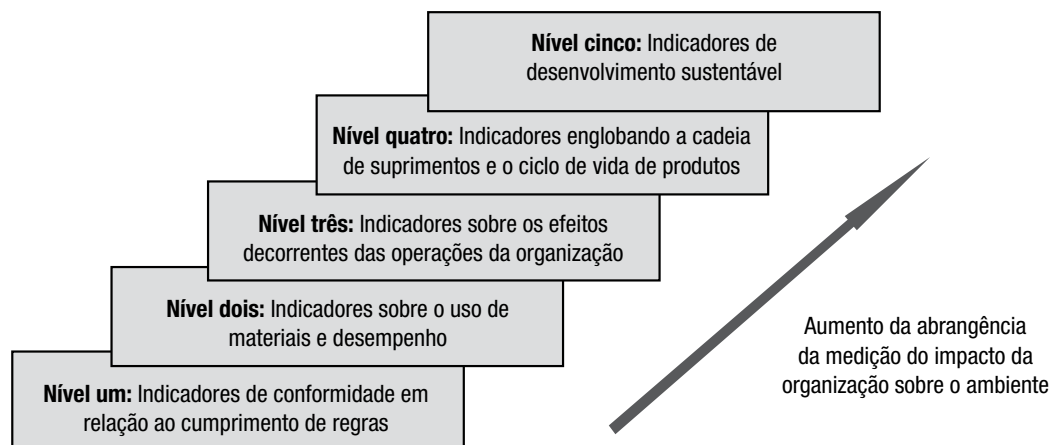 Nível cinco: Indicadores de
desenvolvimento sustentável
Nível quatro: Indicadores englobando a cadeia
de suprimentos e o ciclo de vida de produtos
Nível três: Indicadores sobre os efeitos
decorrentes das operações da organização
Nível dois: Indicadores sobre o uso de
materiais e desempenho
Nível um: Indicadores de conformidade em
relação ao cumprimento de regras
Aumento da abrangência
da medição do impacto da
organização sobre o ambiente